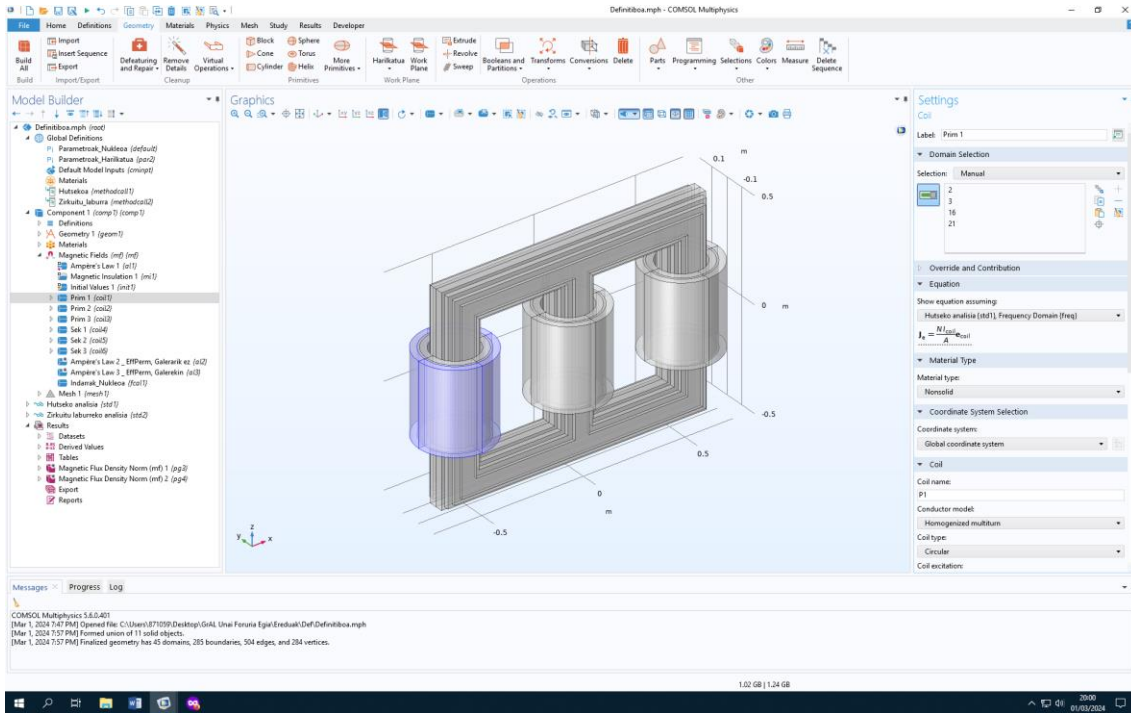 Definitiboa.mph - COMSOL Multiphysics
File Home Definitions Geometry Materials Physics Mesh Study Results Developer
Build All
Build
Import
Insert Sequence
Export
Import/Export
Defeaturing and Repair
Remove Details
Virtual Operations
Cleanup
Block Sphere
Cone Torus
Cylinder Helix
More Primitives
Primitives
Harilkatua
Work Plane
Work Plane
Extrude
Revolve
Sweep
Booleans and Partitions
Transforms
Conversions
Delete
Operations
Parts
Programming
Selections
Colors
Measure
Delete Sequence
Other
Model Builder
Definitiboa.mph (root)
Global Definitions
Parametroak_Nukleoa (default)
Parametroak_Harilkatua (par2)
Default Model Inputs (cminpt)
Materials
Hutsekoa (methodcall1)
Zirkuitu_laburra (methodcall2)
Component 1 (comp1) (comp1)
Definitions
Geometry 1 (geom1)
Materials
Magnetic Fields (mf) (mf)
Ampère's Law 1 (al1)
Magnetic Insulation 1 (mi1)
Initial Values 1 (init1)
Prim 1 (coil1)
Prim 2 (coil2)
Prim 3 (coil3)
Sek 1 (coil4)
Sek 2 (coil5)
Sek 3 (coil6)
Ampère's Law 2 _ EffPerm, Galerarik ez (al2)
Ampère's Law 3 _ EffPerm, Galerekin (al3)
Indarrak_Nukleoa (fcal1)
Mesh 1 (mesh1)
Hutseko analisia (std1)
Zirkuitu laburreko analisia (std2)
Results
Datasets
Derived Values
Tables
Magnetic Flux Density Norm (mf) 1 (pg3)
Magnetic Flux Density Norm (mf) 2 (pg4)
Export
Reports
Graphics
m
0.1
-0.1
0.5
0 m
-0.5
0.5
0
m
-0.5
z
y x
Settings
Coil
Label: Prim 1
Domain Selection
Selection: Manual
2
3
16
21
Override and Contribution
Equation
Show equation assuming:
Hutseko analisia (std1), Frequency Domain (freq)
Je = NIcoil/A ecoil
Material Type
Material type:
Nonsolid
Coordinate System Selection
Coordinate system:
Global coordinate system
Coil
Coil name:
P1
Conductor model:
Homogenized multiturn
Coil type:
Circular
Coil excitation:
Messages Progress Log
COMSOL Multiphysics 5.6.0.401
[Mar 1, 2024 7:47 PM] Opened file: C:\Users\871059\Desktop\GrAL Unai Foruria Egia\Ereduak\Def\Definitiboa.mph
[Mar 1, 2024 7:57 PM] Formed union of 11 solid objects.
[Mar 1, 2024 7:57 PM] Finalized geometry has 45 domains, 285 boundaries, 504 edges, and 284 vertices.
1.02 GB | 1.24 GB
20:00
01/03/2024